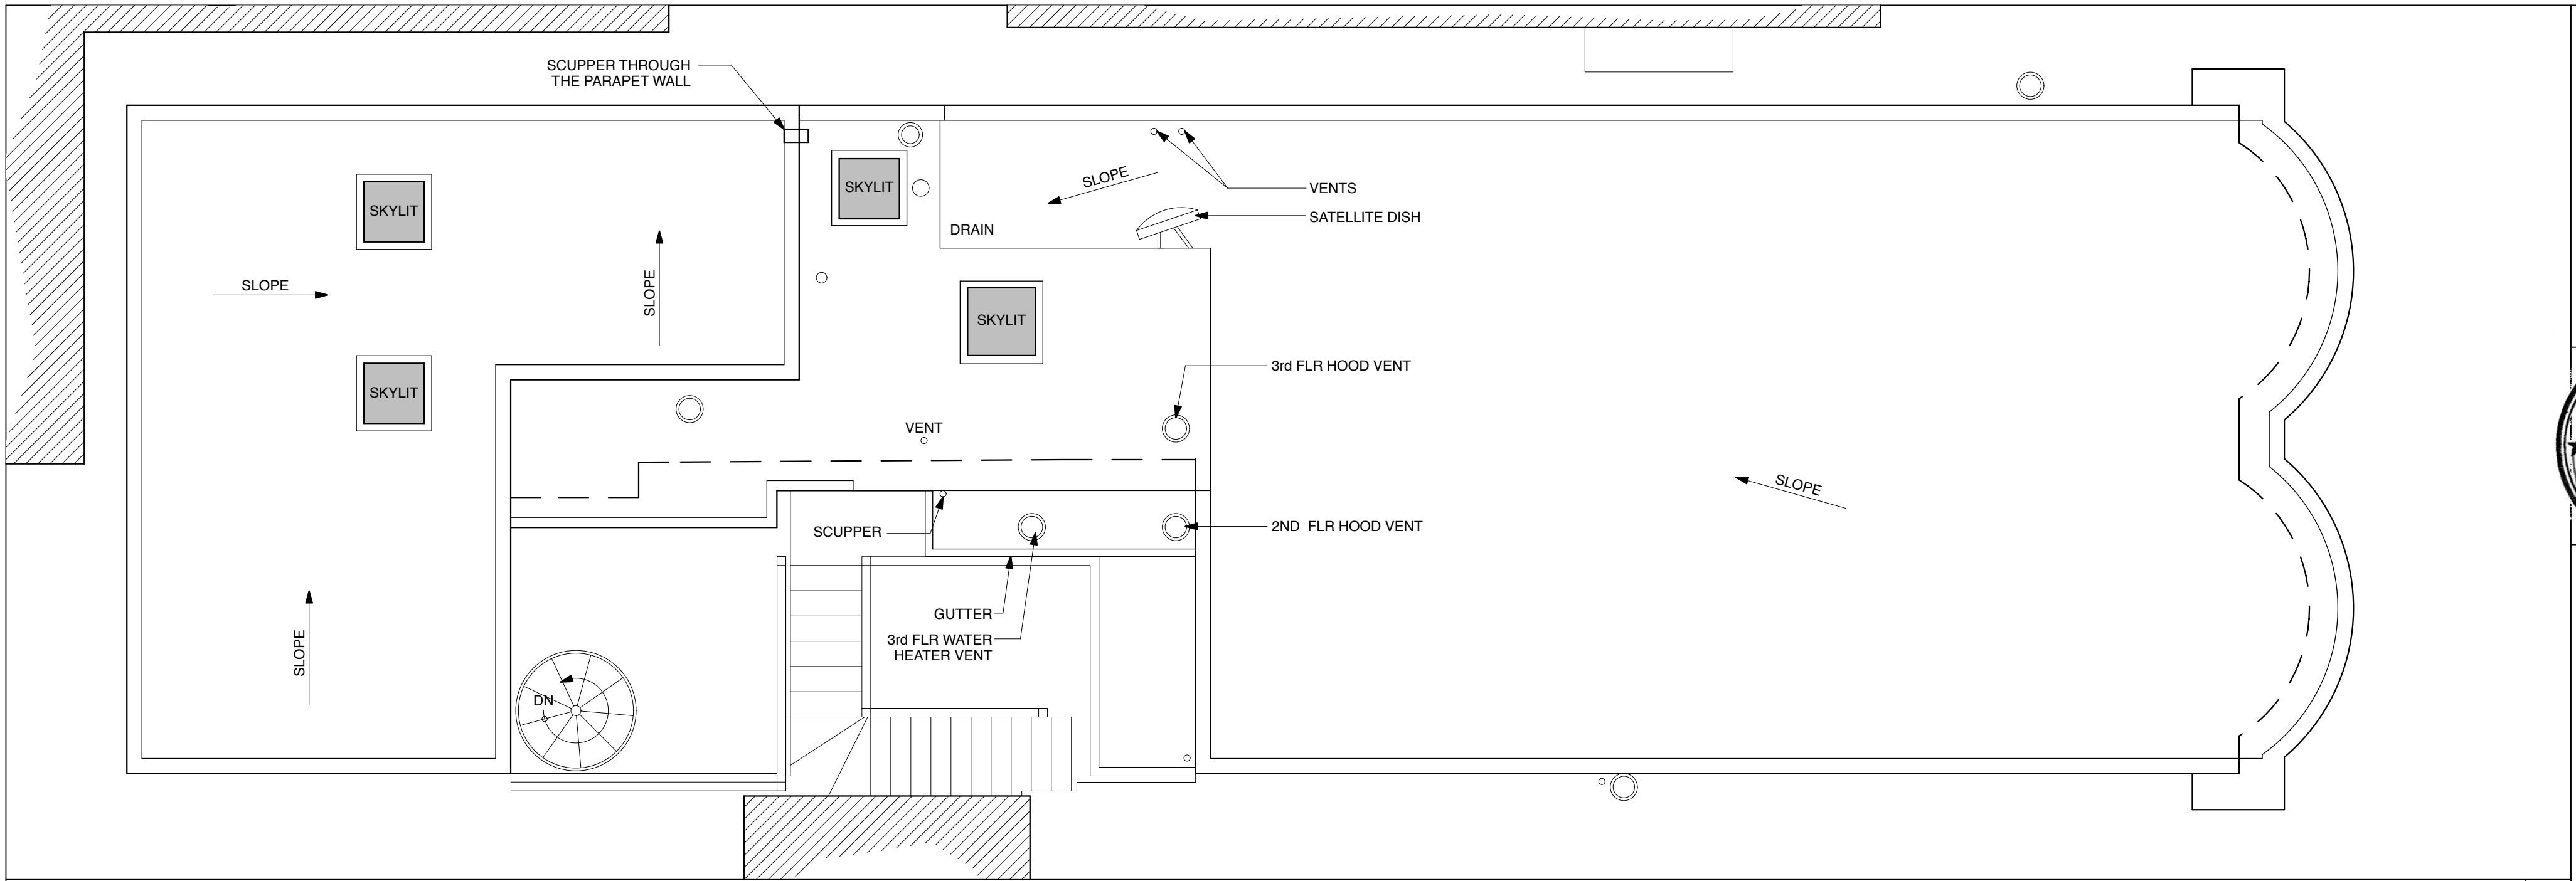 SCUPPER THROUGH
THE PARAPET WALL
SKYLIT
SLOPE
VENTS
SKYLIT
SATELLITE DISH
DRAIN
SLOPE
SLOPE
SKYLIT
3rd FLR HOOD VENT
SKYLIT
VENT
SLOPE
SCUPPER
2ND FLR HOOD VENT
GUTTER
3rd FLR WATER
HEATER VENT
SLOPE
DN